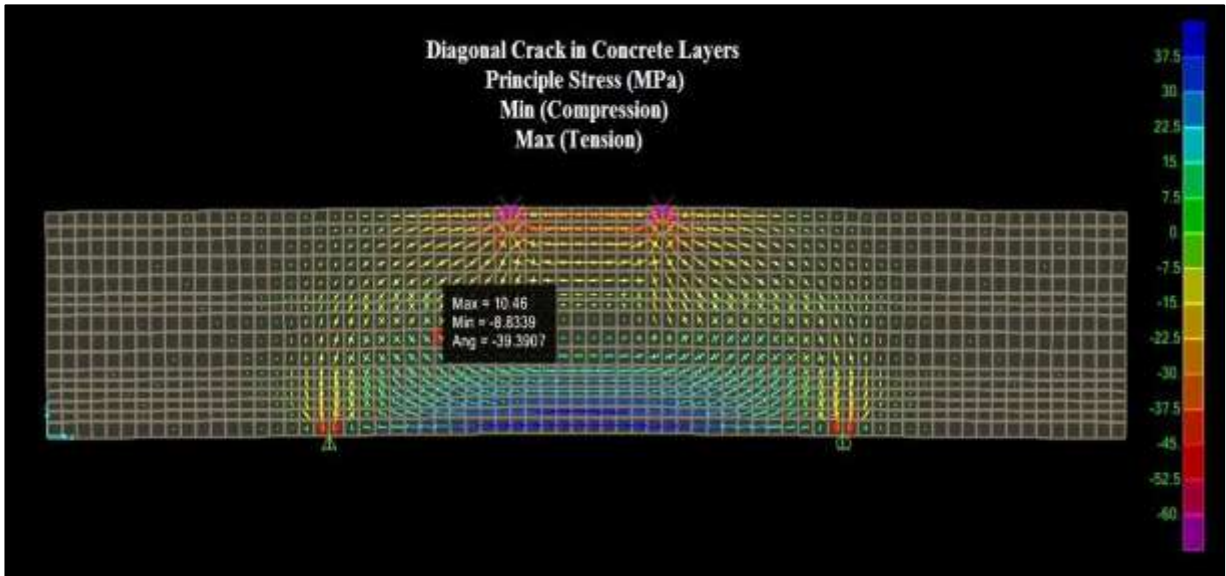 Diagonal Crack in Concrete Layers
Principle Stress (MPa)
Min (Compression)
Max (Tension)
37.5
30.
22.5
15.
7.5
0.
-7.5
-15.
-22.5
-30.
-37.5
-45.
-52.5
-60.
Max = 10.46
Min = -8.8339
Ang = -39.3907